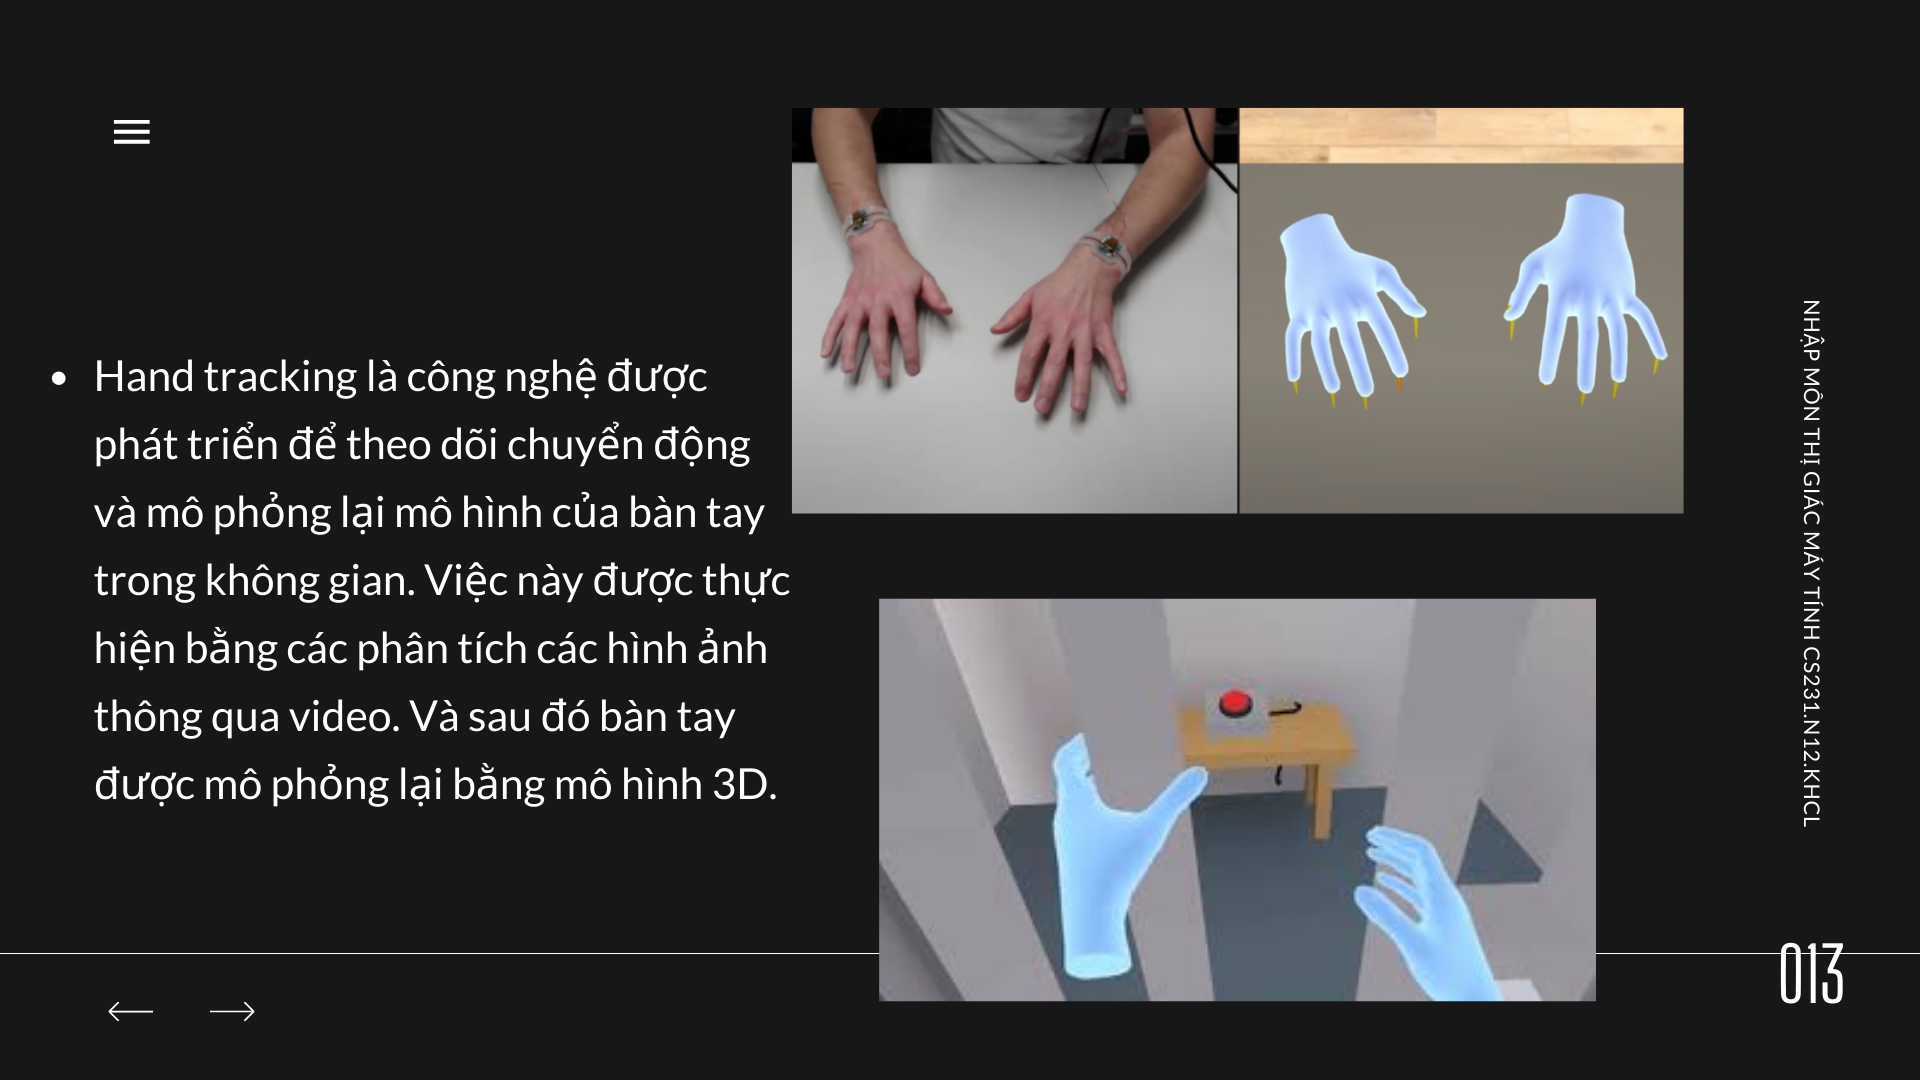 Hand tracking là công nghệ được
phát triển để theo dõi chuyển động
và mô phỏng lại mô hình của bàn tay
trong không gian. Việc này được thực
hiện bằng các phân tích các hình ảnh
thông qua video. Và sau đó bàn tay
được mô phỏng lại bằng mô hình 3D.
NHẬP MÔN THỊ GIÁC MÁY TÍNH CS231.N12.KHCL
013